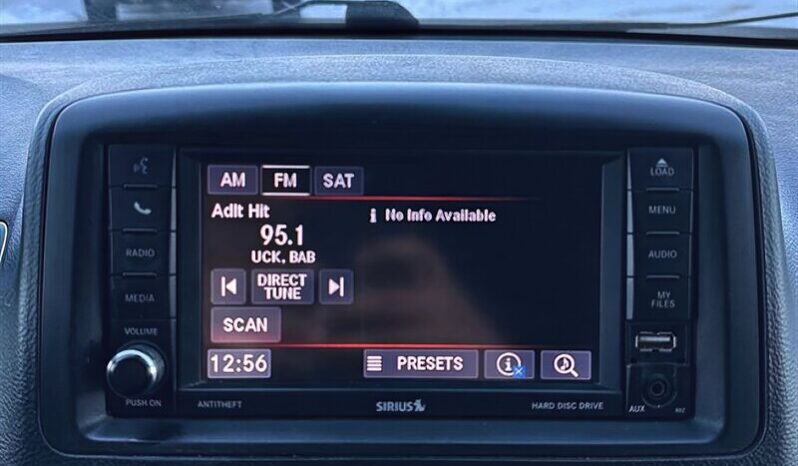 LOAD
AM FM SAT
MENU
Adlt Hit
i No Info Available
95.1
UCK, BAB
RADIO
AUDIO
DIRECT
TUNE
MEDIA
MY
FILES
SCAN
VOLUME
12:56
PRESETS
PUSH ON
ANTITHEFT
SIRIUS
HARD DISC DRIVE
AUX